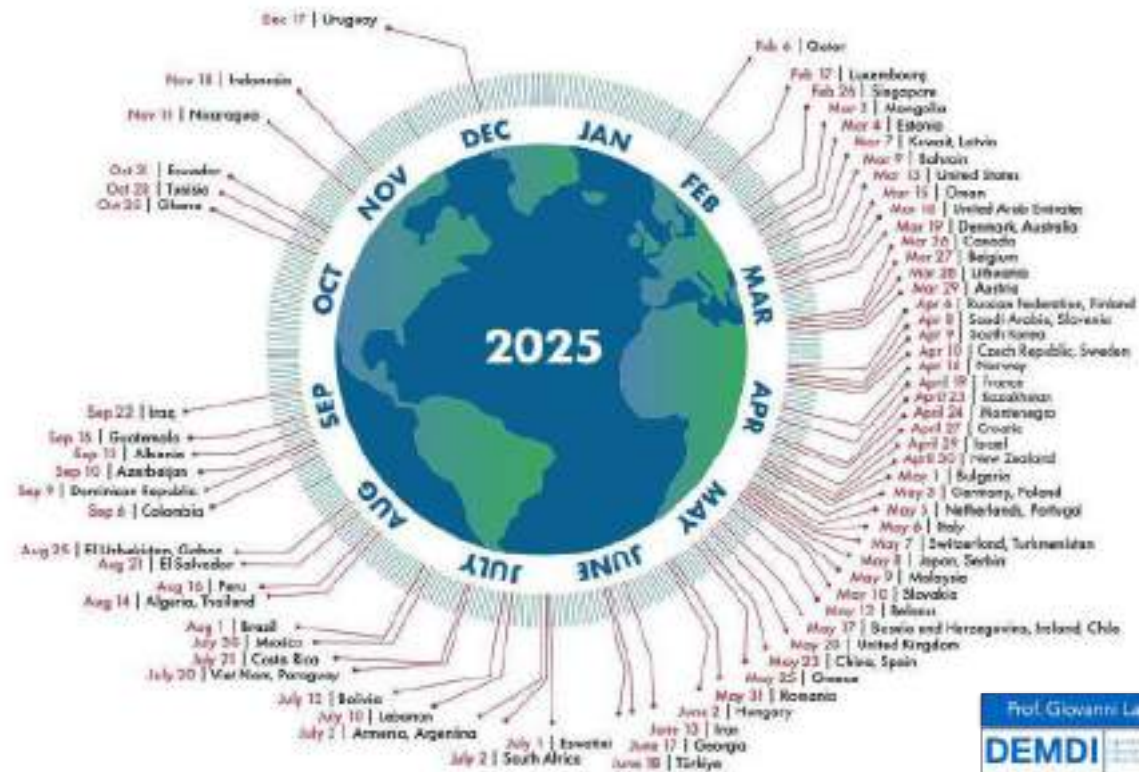 Dec 17 | Uruguay
Nov 18 | Indonesia
Nov 11 | Nicaragua
Oct 31 | Ecuador
Oct 28 | Tunisia
Ghana
Sep 22 | Iraq
Sep 15 | Guatemala
Albania
Sep 10 | Azerbaijan
Sep 9 | Dominican Republic
Sep 6 | Colombia
Aug 25 | El Uzbekistan,
Aug 21 | El Salvador
Aug 16 | Peru
Aug 14 | Algeria, Thailand
Aug 1 | Brazil
Mexico
July 21 | Costa Rica
July 20 | Viet Nam, Paraguay
July 12 | Bolivia
July 10 | Lebanon
Armenia, Argentina
July 2 | South Africa
July 1 | Eswatini
Feb 6 | Qatar
Feb 17 | Luxembourg
Feb 26 | Singapore
Mar 3 | Mongolia
Mar 4 | Estonia
Mar 7 | Kuwait, Latvia
Mar 9 | Bahrain
Mar 13 | United States
Mar 15 | Oman
Mar 18 | United Arab Emirates
Mar 19 | Denmark, Australia
Mar 26 | Canada
Mar 27 | Belgium
Mar 28 | Lithuania
Mar 29 | Austria
Apr 6 | Russian Federation, Finland
Apr 8 | Saudi Arabia, Slovenia
Apr 9 | South Korea
Apr 10 | Czech Republic, Sweden
Norway
April 19 | France
April 23 | Kazakhstan
April 24 | Montenegro
April 27 | Croatia
April 29 | Israel
April 30 | New Zealand
May 1 | Bulgaria
May 3 | Germany, Poland
May 5 | Netherlands, Portugal
May 6 | Italy
May 7 | Switzerland, Turkmenistan
May 8 | Japan, Serbia
May 9 | Malaysia
May 10 | Slovakia
May 12 | Belarus
May 17 | Bosnia and Herzegovina, Ireland, Chile
May 20 | United Kingdom
May 23 | China, Spain
May 25 | Greece
May 31 | Romania
June 2 | Hungary
June 13 | Iran
June 17 | Georgia
June 18 | Türkiye
JAN
FEB
MAR
APR
MAY
JUNE
JULY
AUG
SEP
OCT
NOV
DEC
2025
Prof. Giovanni
DEMDI